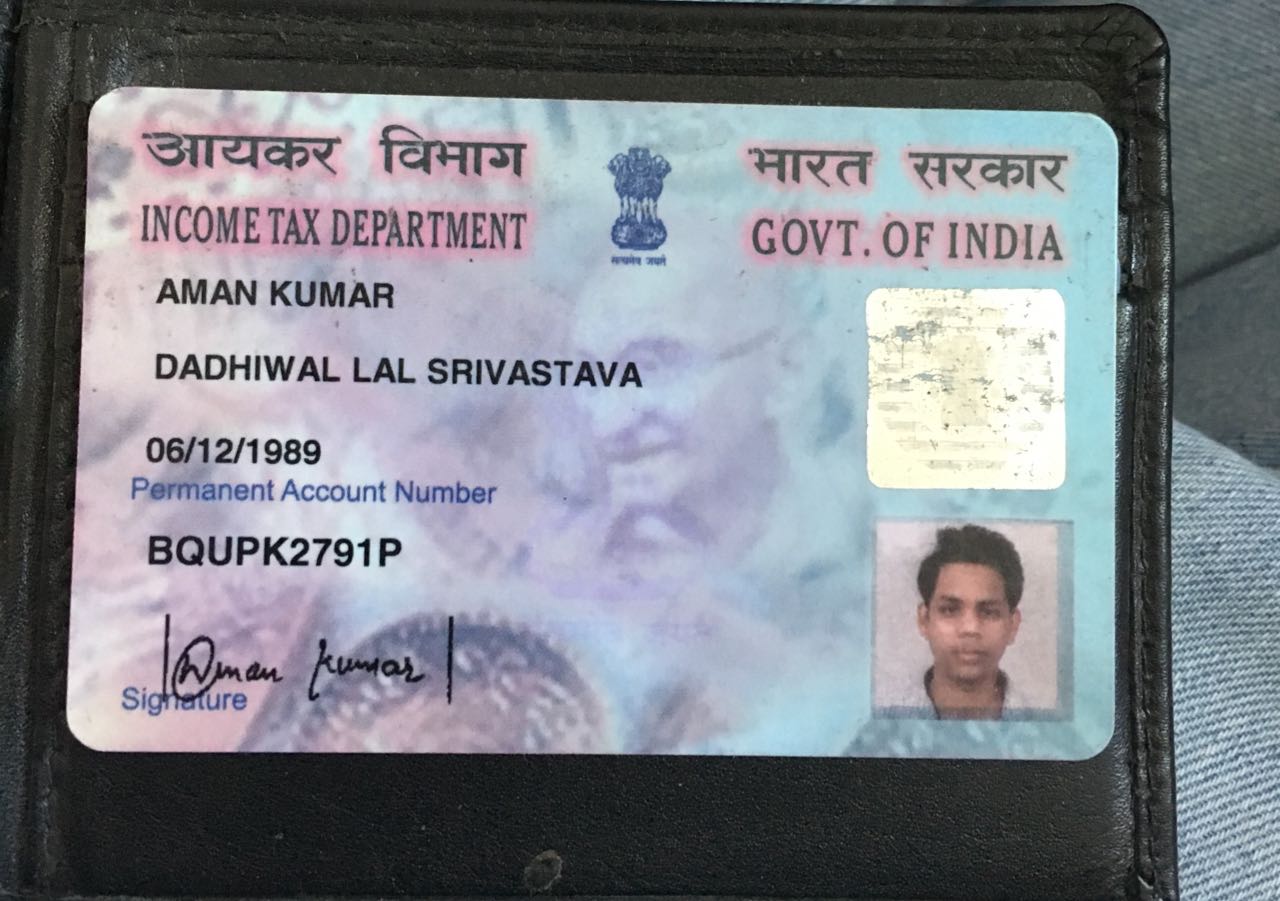 आयकर विभाग
INCOME TAX DEPARTMENT
सत्यमेव जयते
भारत सरकार
GOVT. OF INDIA
AMAN KUMAR
DADHIWAL LAL SRIVASTAVA
06/12/1989
Permanent Account Number
BQUPK2791P
Aman Kumar
Signature